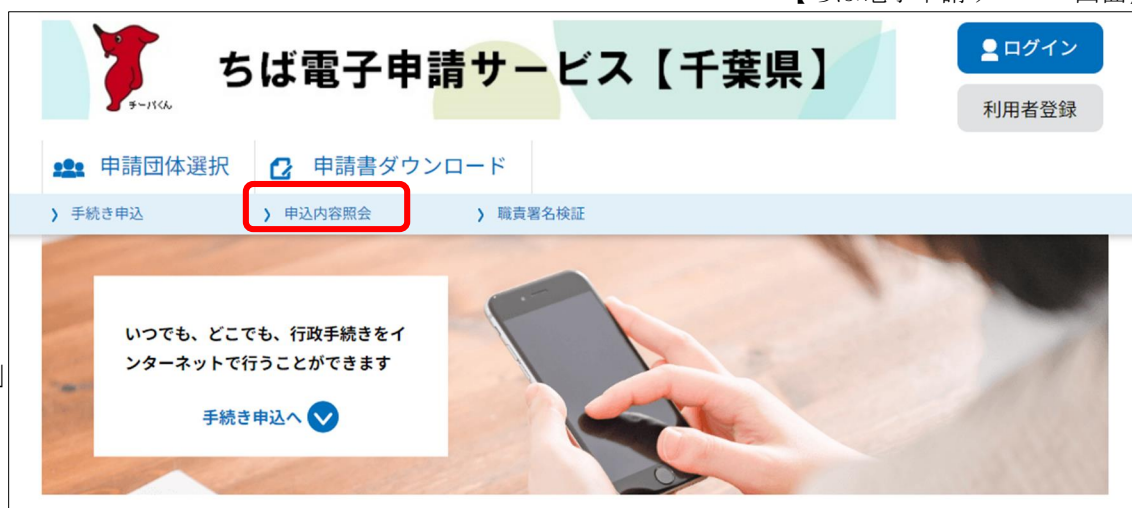 チーバくん
ちば電子申請サービス【千葉県】
ログイン
利用者登録
申請団体選択
申請書ダウンロード
手続き申込
申込内容照会
職責署名検証
いつでも、どこでも、行政手続きをイ
ンターネットで行うことができます
手続き申込へ